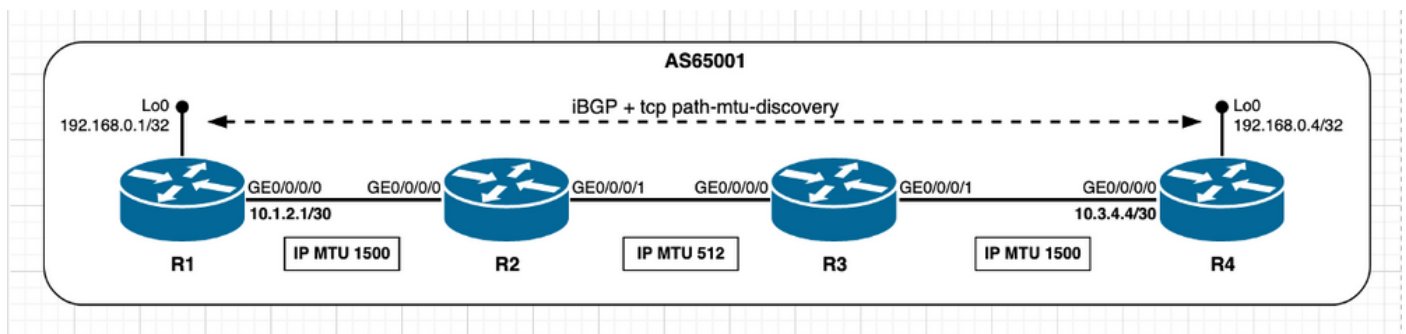 AS65001
Lo0
192.168.0.1/32
iBGP + tcp path-mtu-discovery
Lo0
192.168.0.4/32
GE0/0/0/0
GE0/0/0/0
GE0/0/0/1
GE0/0/0/0
GE0/0/0/1
GE0/0/0/0
10.1.2.1/30
10.3.4.4/30
IP MTU 1500
IP MTU 512
IP MTU 1500
R1
R2
R3
R4